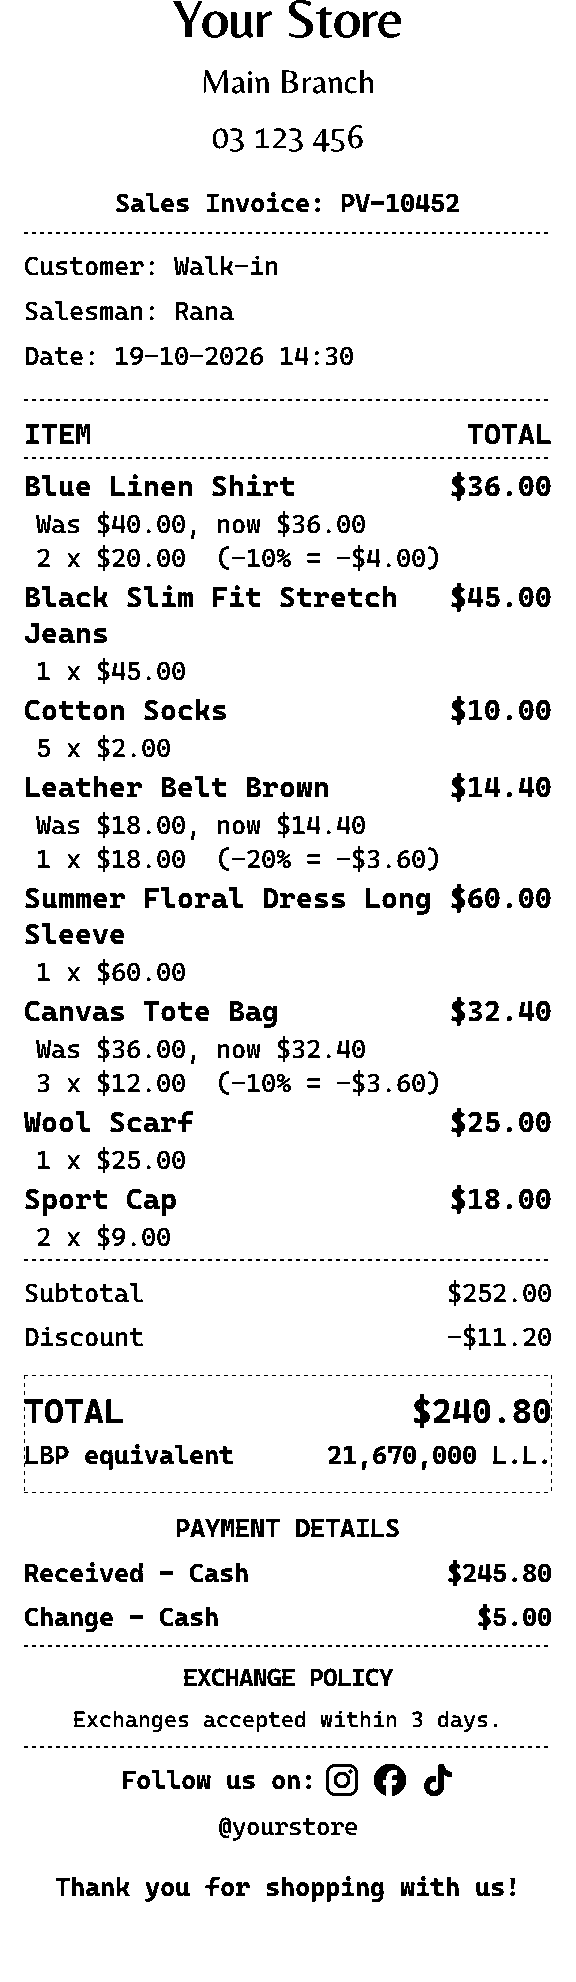 Your Store
Main Branch
03 123 456
Sales Invoice: PV-10452
Customer: Walk-in
Salesman: Rana
Date: 19-10-2026 14:30
ITEM TOTAL
Blue Linen Shirt $36.00
Was $40.00, now $36.00
2 x $20.00 (-10% = -$4.00)
Black Slim Fit Stretch $45.00
Jeans
1 x $45.00
Cotton Socks $10.00
5 x $2.00
Leather Belt Brown $14.40
Was $18.00, now $14.40
1 x $18.00 (-20% = -$3.60)
Summer Floral Dress Long $60.00
Sleeve
1 x $60.00
Canvas Tote Bag $32.40
Was $36.00, now $32.40
3 x $12.00 (-10% = -$3.60)
Wool Scarf $25.00
1 x $25.00
Sport Cap $18.00
2 x $9.00
Subtotal $252.00
Discount -$11.20
TOTAL $240.80
LBP equivalent 21,670,000 L.L.
PAYMENT DETAILS
Received - Cash $245.80
Change - Cash $5.00
EXCHANGE POLICY
Exchanges accepted within 3 days.
Follow us on:
@yourstore
Thank you for shopping with us!